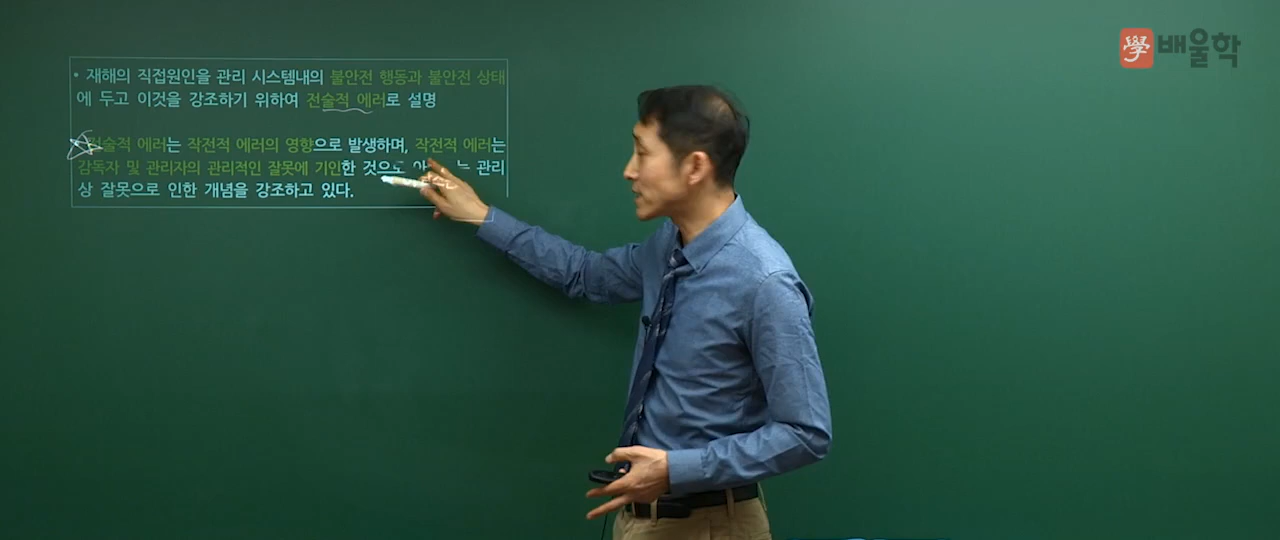 學 배울학
• 재해의 직접원인을 관리 시스템내의 불안전 행동과 불안전 상태
에 두고 이것을 강조하기 위하여 전술적 에러로 설명
전술적 에러는 작전적 에러의 영향으로 발생하며, 작전적 에러는
감독자 및 관리자의 관리적인 잘못에 기인한 것으로 관리
상 잘못으로 인한 개념을 강조하고 있다.